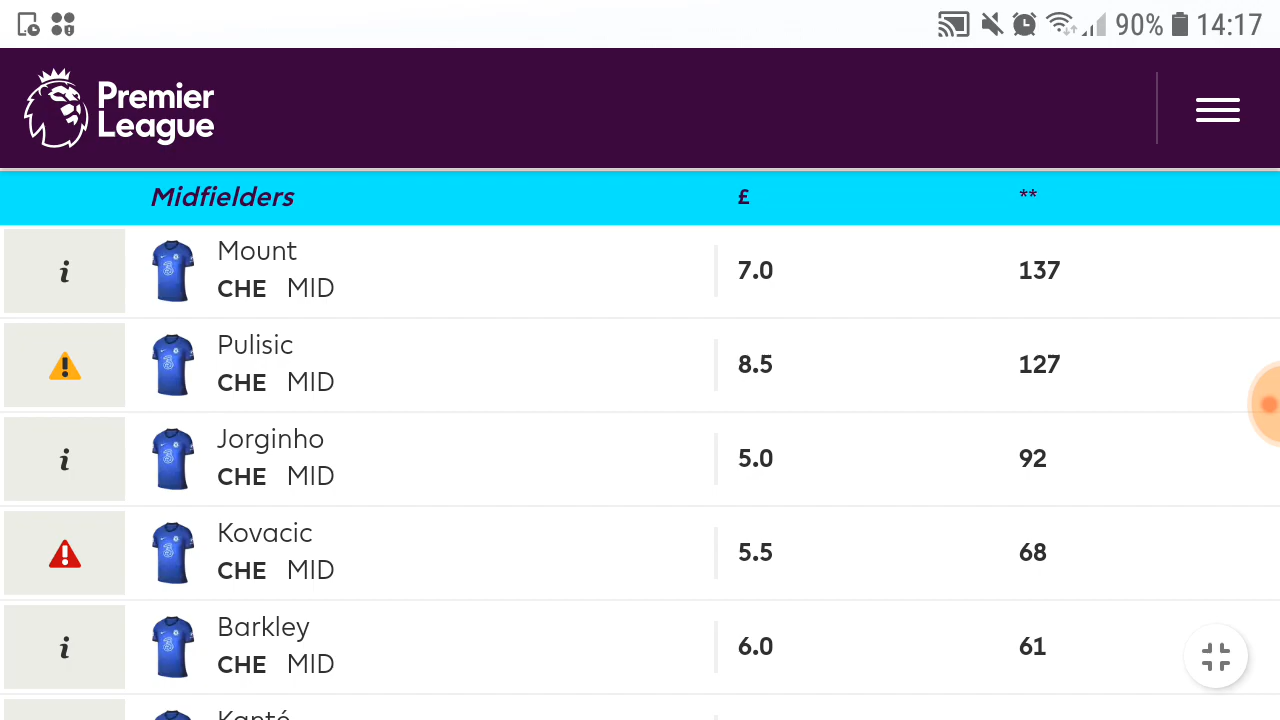 90% 14:17
Premier
League
Midfielders £ **
i Mount 7.0 137
CHE MID
Pulisic 8.5 127
CHE MID
i Jorginho 5.0 92
CHE MID
Kovacic 5.5 68
CHE MID
i Barkley 6.0 61
CHE MID
Kanté